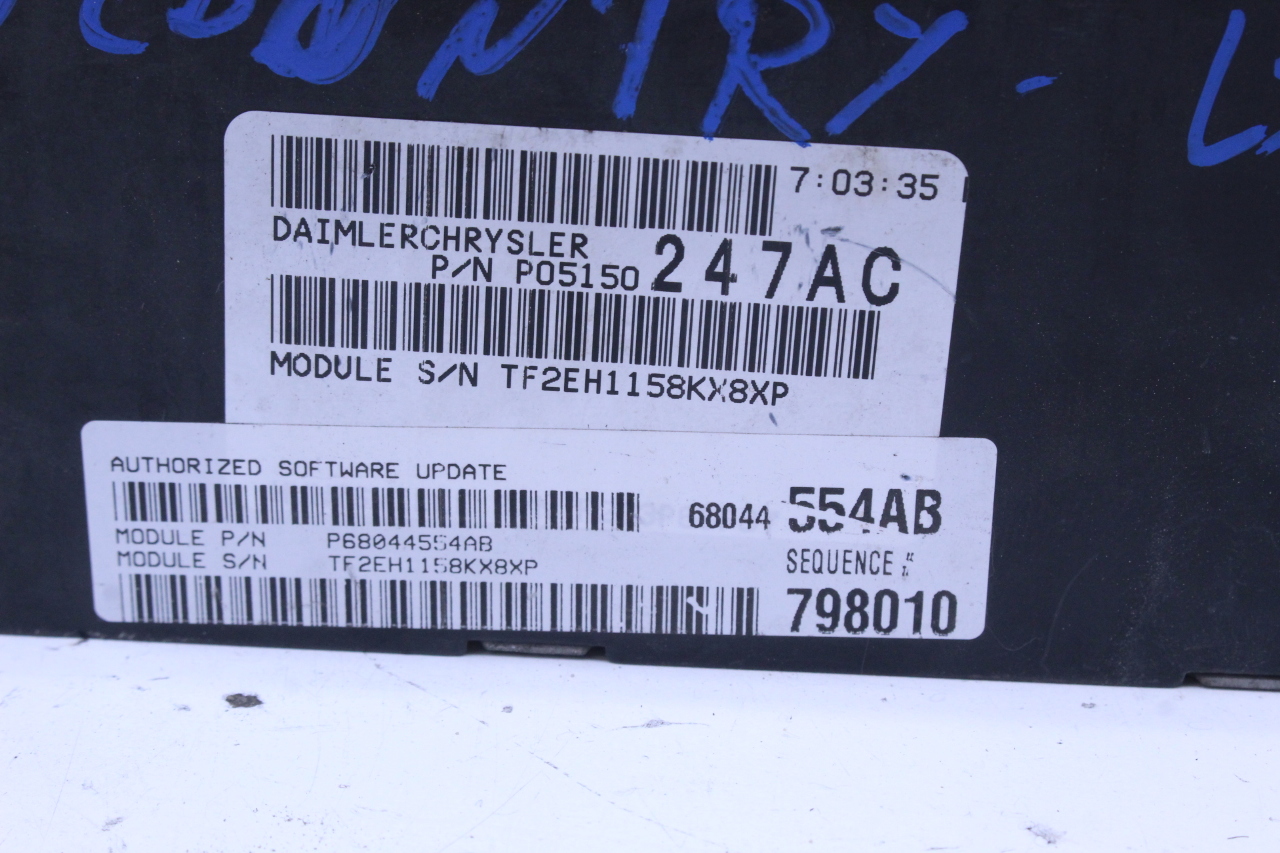 COUNTRY - L
7:03:35
DAIMLERCHRYSLER
P/N P05150 247AC
MODULE S/N TF2EH1158KX8XP
AUTHORIZED SOFTWARE UPDATE
68044 554AB
MODULE P/N P68044554AB
MODULE S/N TF2EH1158KX8XP
SEQUENCE #
798010